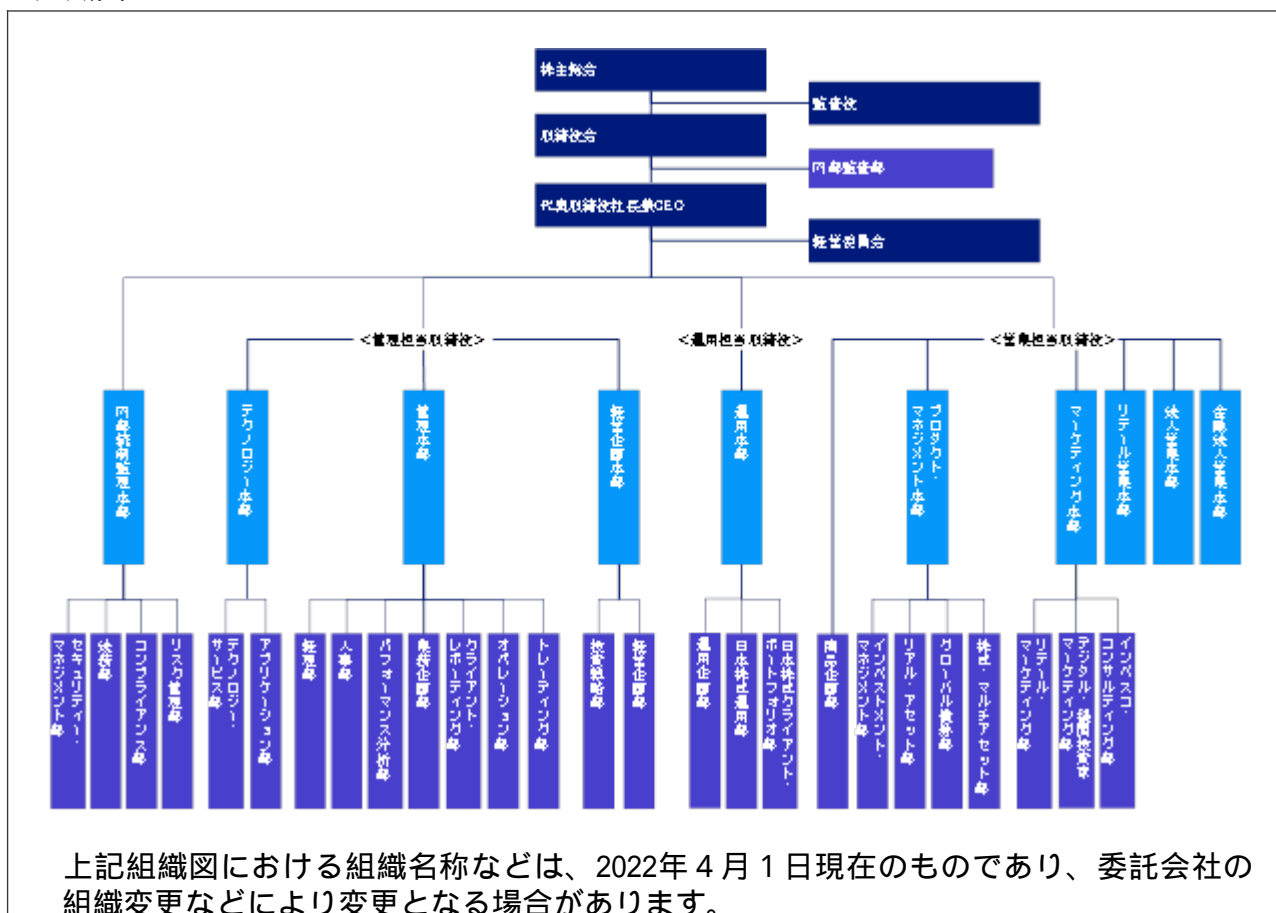 株主総会
監査役
取締役会
内部監査部
代表取締役社長兼CEO
経営委員会
<管理担当取締役>
<運用担当取締役>
<営業担当取締役>
内部統制監理本部
テクノロジー本部
管理本部
経営企画本部
運用本部
プロダクト・
マネジメント本部
マーケティング本部
リテール営業本部
法人営業本部
金融法人営業本部
セキュリティー・
マネジメント部
法務部
コンプライアンス部
リスク管理部
テクノロジー・
サービス部
アプリケーション部
経理部
人事部
パフォーマンス分析部
業務企画部
クライアント・
レポーティング部
オペレーション部
トレーディング部
投資戦略部
経営企画部
運用企画部
日本株式運用部
日本株式クライアント・
ポートフォリオ部
商品企画部
インベストメント・
マネジメント部
リアル・アセット部
グローバル債券部
株式・マルチアセット部
リテール・
マーケティング部
デジタル・機関投資家
マーケティング部
インベスコ・
コンサルティング部
上記組織図における組織名称などは、2022年4月1日現在のものであり、委託会社の
組織変更などにより変更となる場合があります。